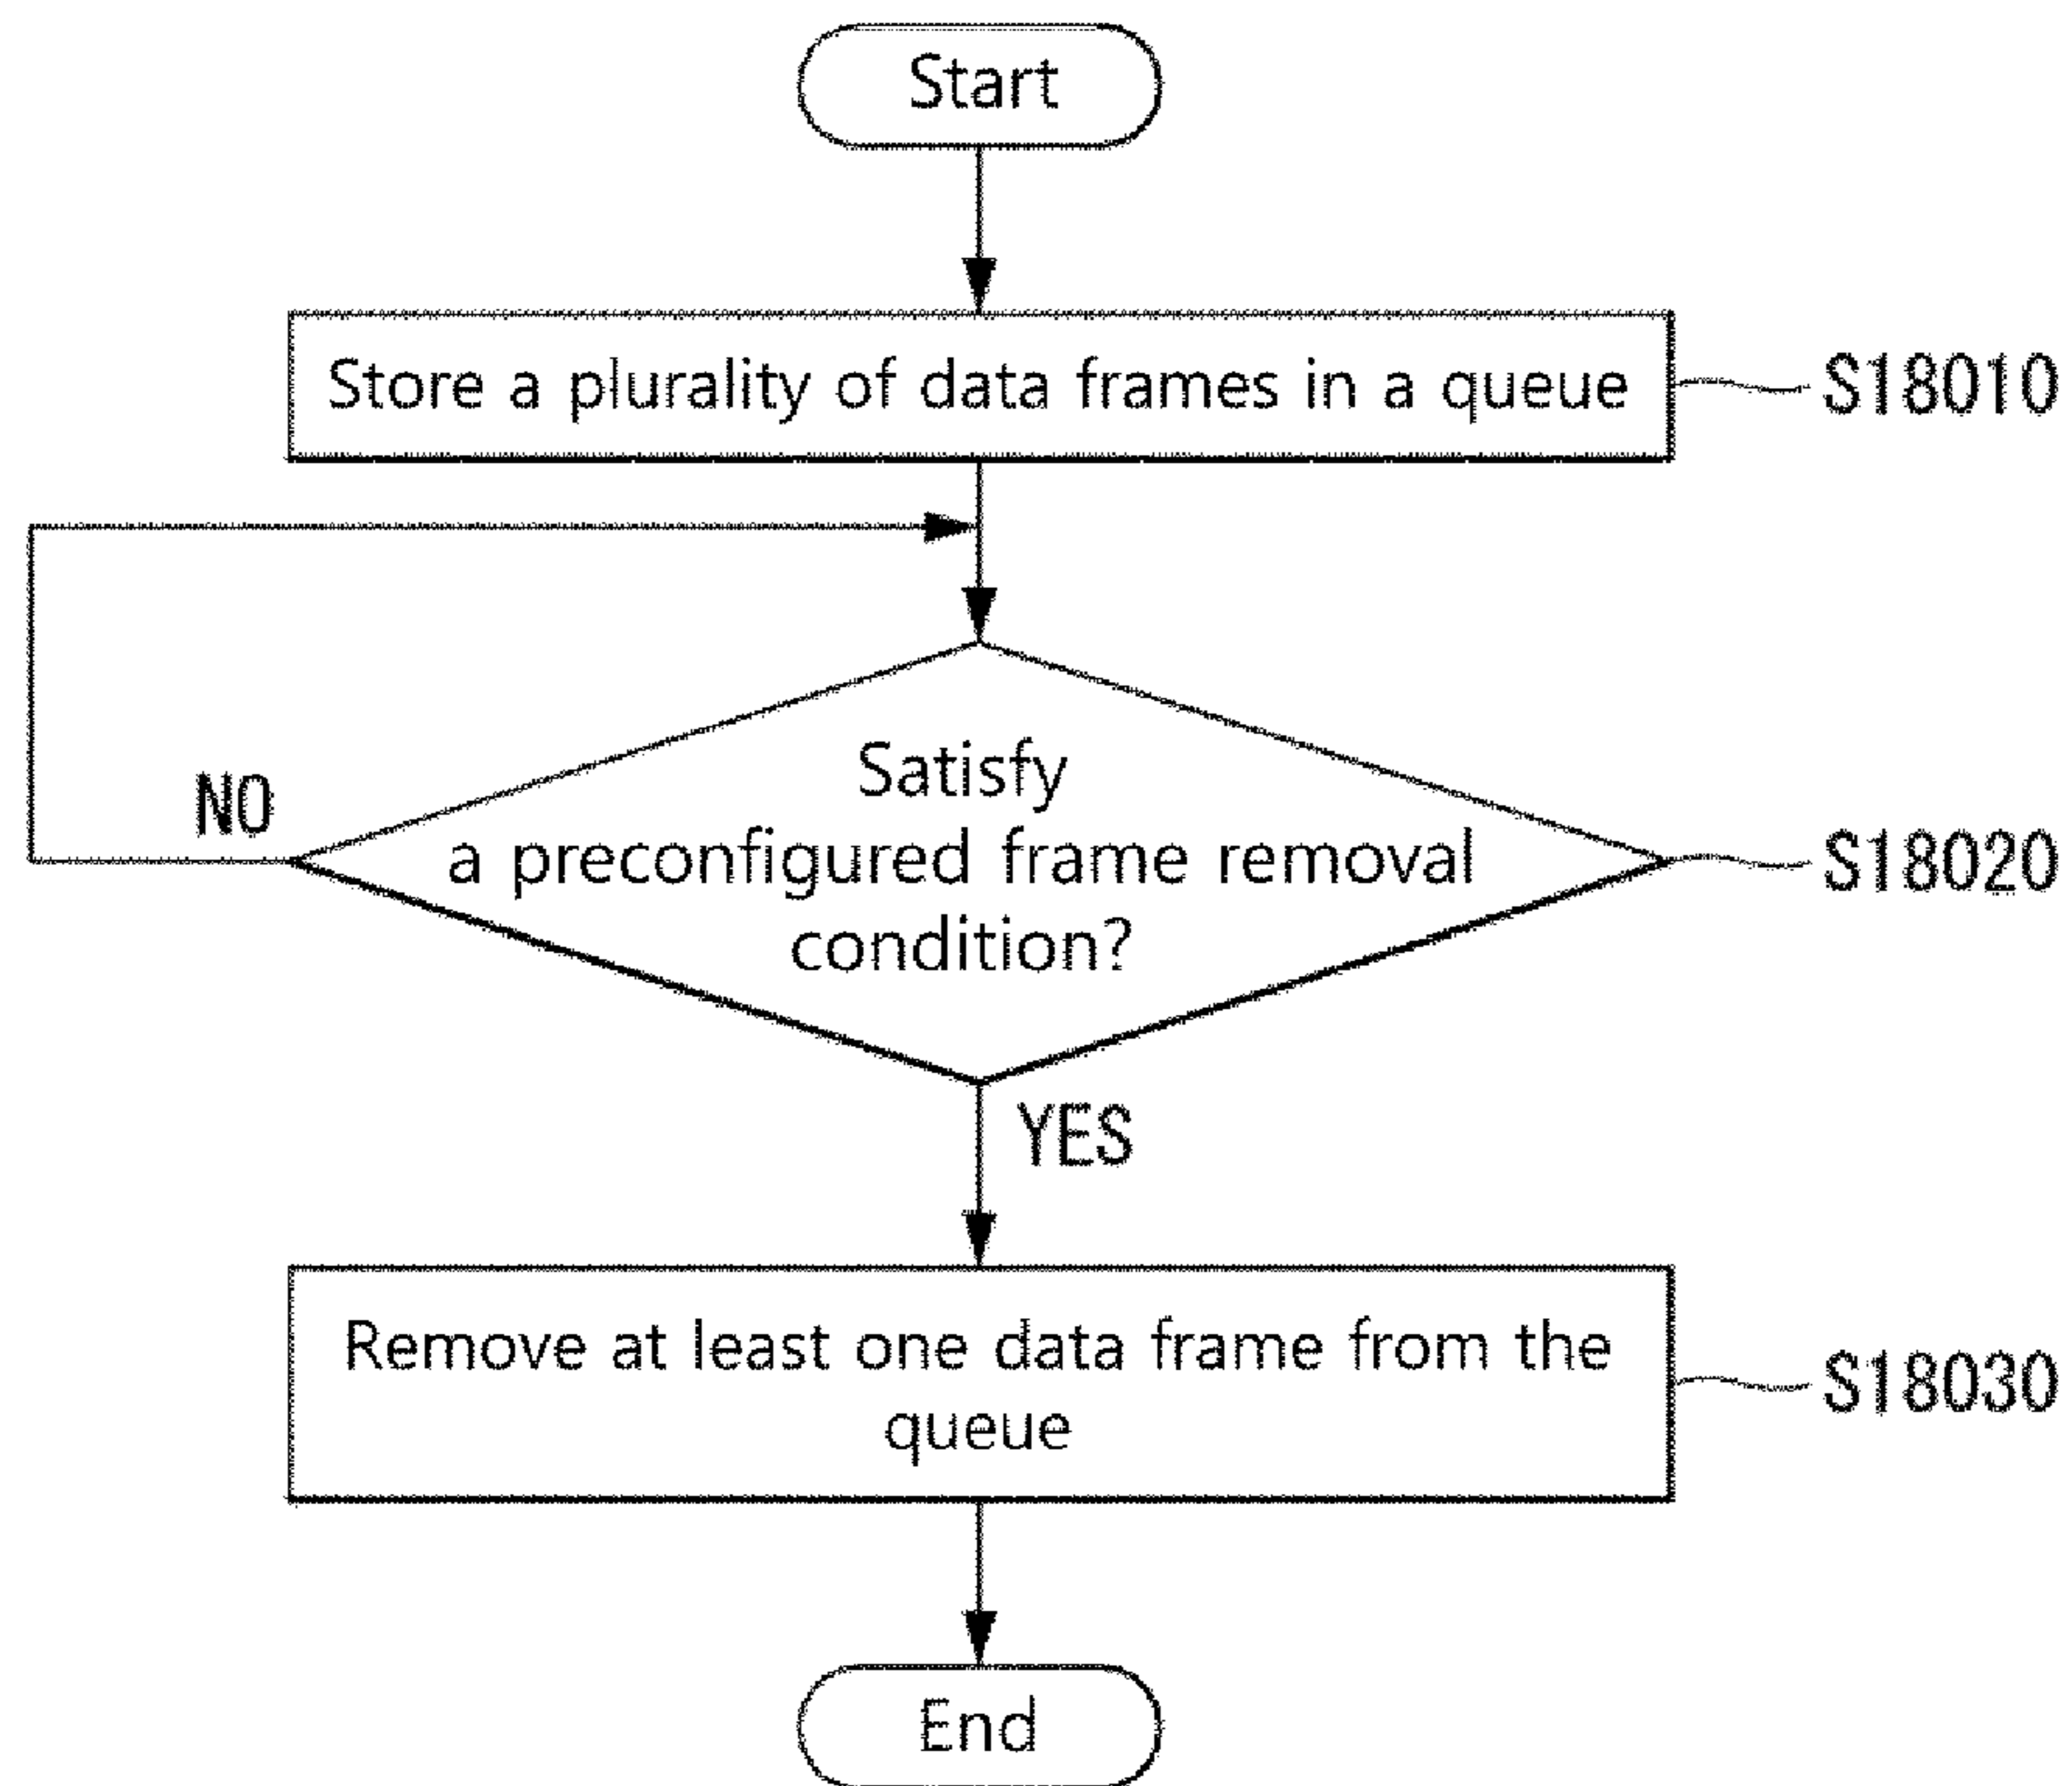 Start
Store a plurality of data frames in a queue
S18010
Satisfy
a preconfigured frame removal
condition?
NO
S18020
YES
Remove at least one data frame from the
queue
S18030
End